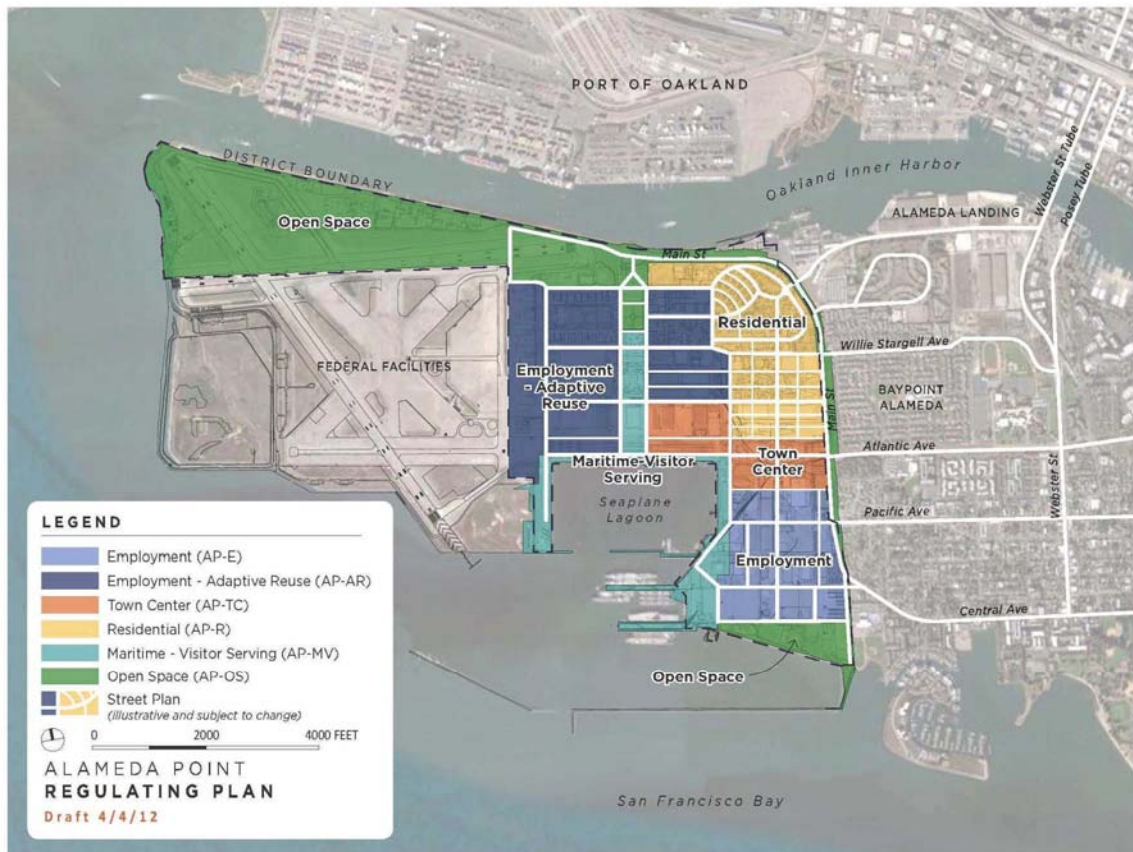 PORT OF OAKLAND
DISTRICT BOUNDARY
Oakland Inner Harbor
Webster St Tube
Posey Tube
ALAMEDA LANDING
Open Space
Main St
Residential
Willie Stargell Ave
FEDERAL FACILITIES
Employment
- Adaptive
Reuse
BAYPOINT
ALAMEDA
Main St
Atlantic Ave
Town
Center
Maritime-Visitor
Serving
Webster St
Seaplane
Lagoon
Pacific Ave
Employment
Central Ave
Open Space
San Francisco Bay
LEGEND
Employment (AP-E)
Employment - Adaptive Reuse (AP-AR)
Town Center (AP-TC)
Residential (AP-R)
Maritime - Visitor Serving (AP-MV)
Open Space (AP-OS)
Street Plan
(illustrative and subject to change)
0 2000 4000 FEET
ALAMEDA POINT
REGULATING PLAN
Draft 4/4/12